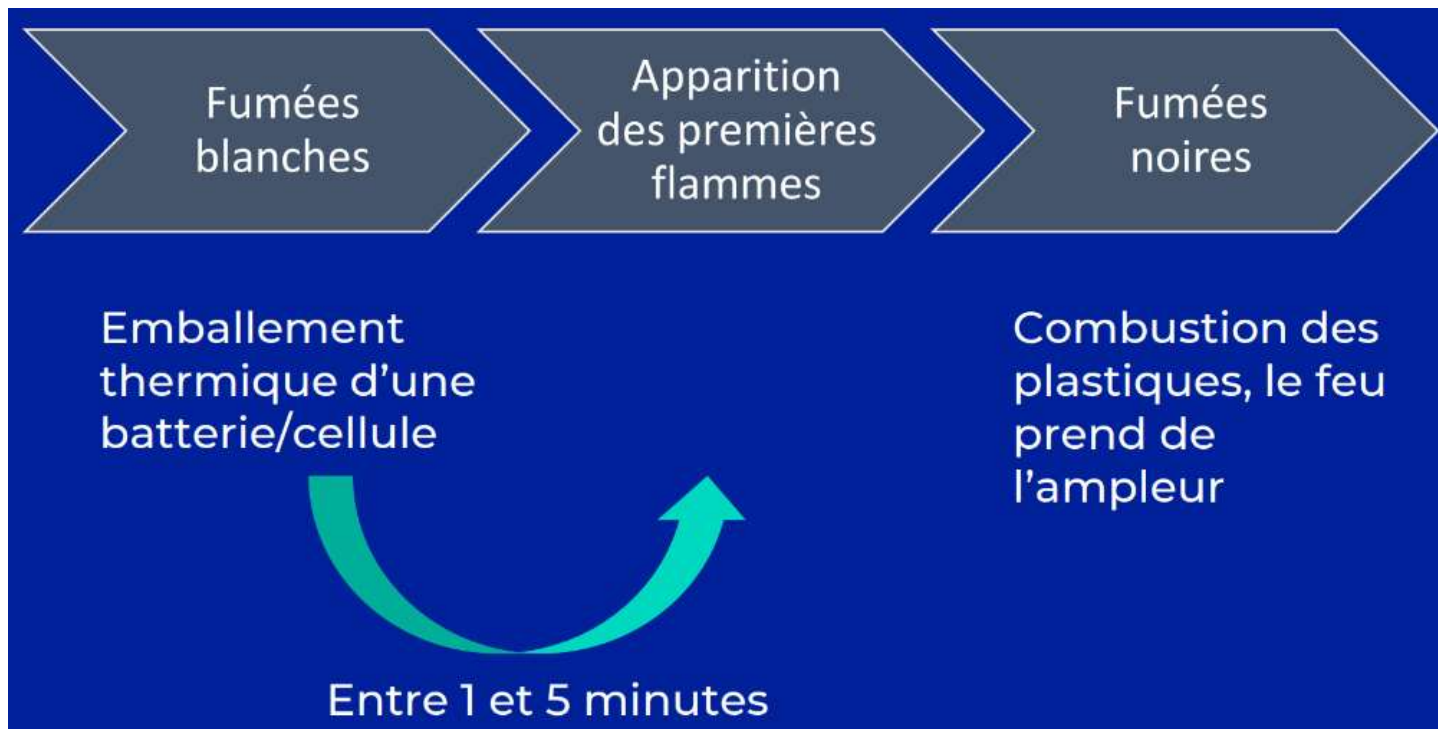 Fumées
blanches
Apparition
des premières
flammes
Fumées
noires
Emballement
thermique d’une
batterie/cellule
Combustion des
plastiques, le feu
prend de
l’ampleur
Entre 1 et 5 minutes